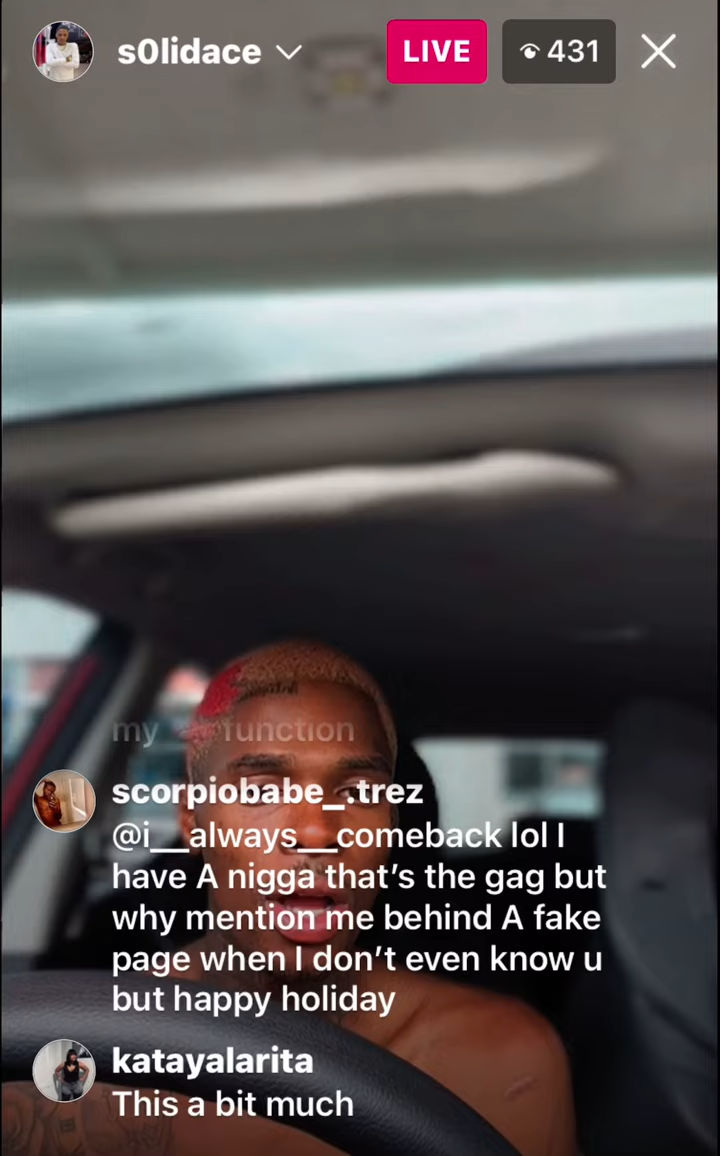 s0lidace
LIVE
431
my function
scorpiobabe_.trez
@i__always__comeback lol I
have A nigga that’s the gag but
why mention me behind A fake
page when I don’t even know u
but happy holiday
katayalarita
This a bit much